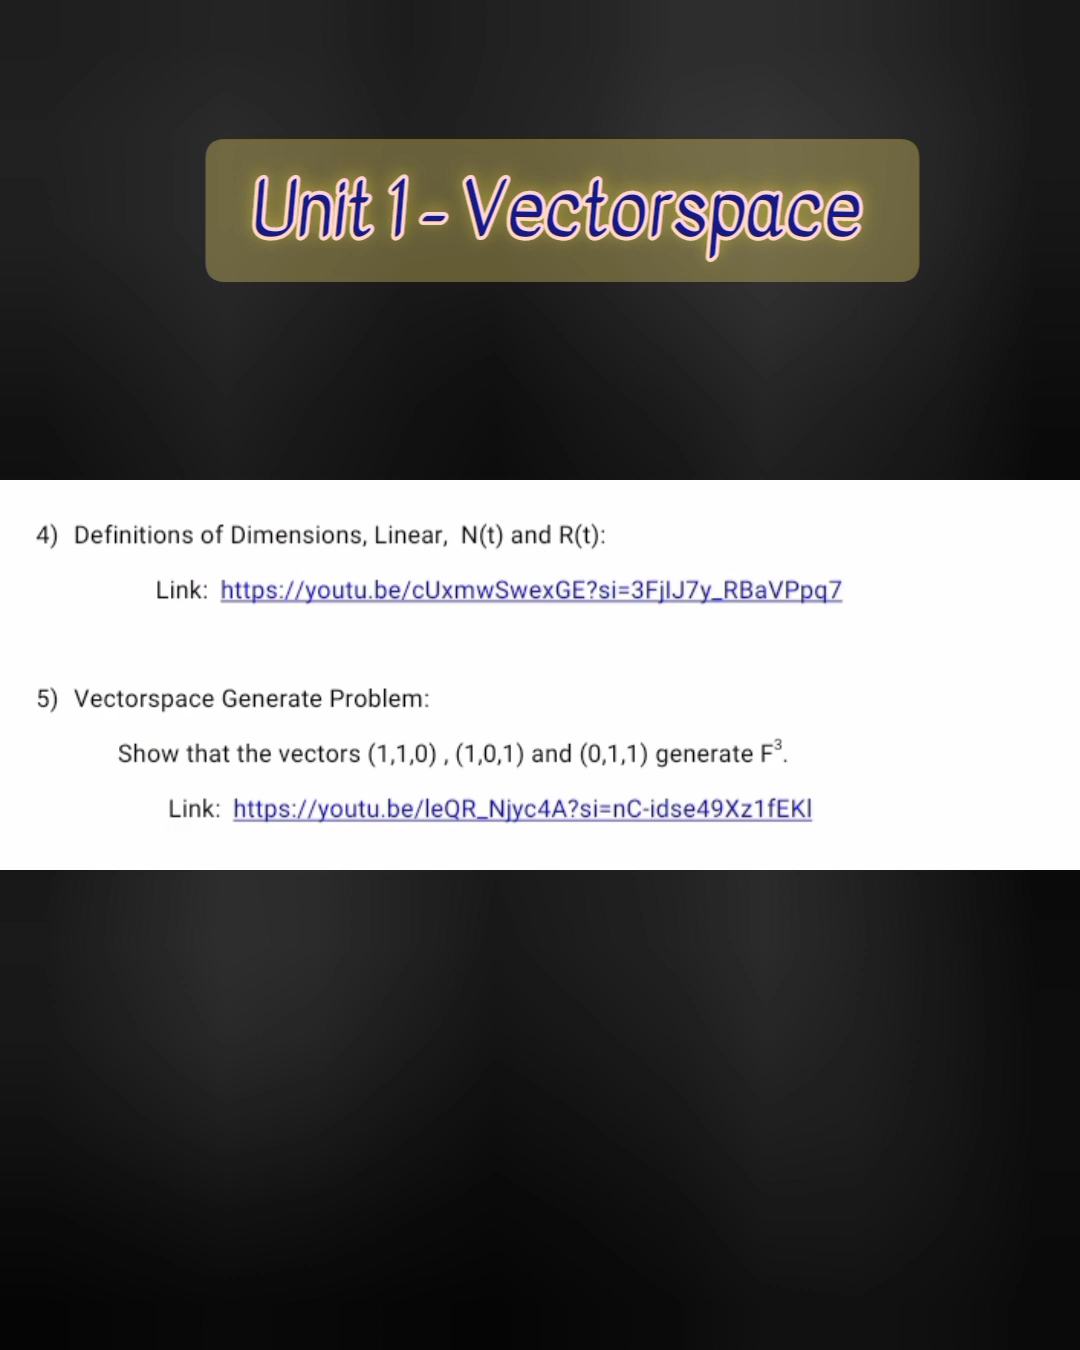 Unit 1 - Vectorspace
4) Definitions of Dimensions, Linear, N(t) and R(t):
Link: https://youtu.be/cUxmwSwexGE?si=3FjIJ7y_RBaVPpq7
5) Vectorspace Generate Problem:
Show that the vectors (1,1,0) , (1,0,1) and (0,1,1) generate F³.
Link: https://youtu.be/leQR_Njyc4A?si=nC-idse49Xz1fEKl